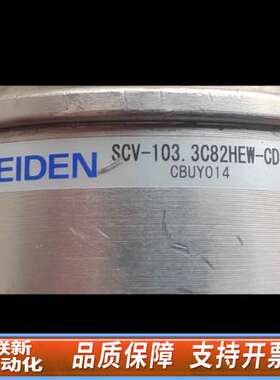 EIDEN
SCV-103.3C82HEW-CD
CBUY014
联新
动化
品质保障 支持开票